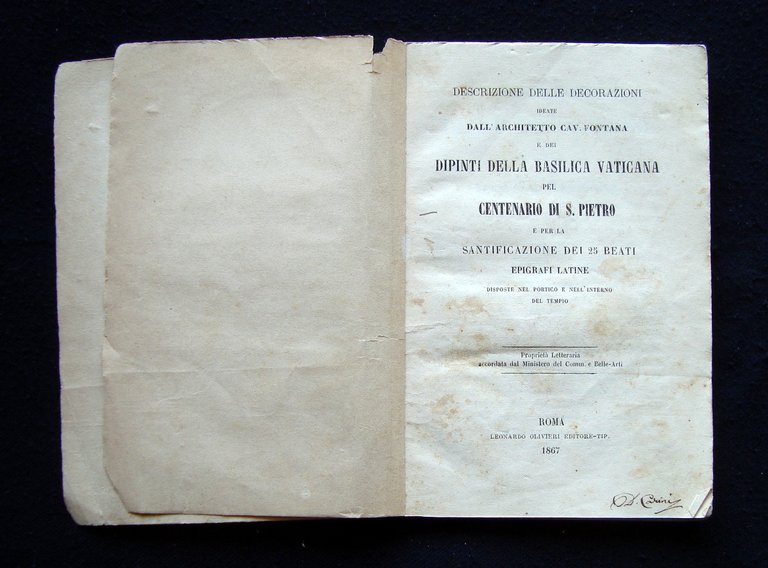 DESCRIZIONE DELLE DECORAZIONI
IDEATE
DALL'ARCHITETTO CAV. FONTANA
E DEI
DIPINTI DELLA BASILICA VATICANA
PEL
CENTENARIO DI S. PIETRO
E PER LA
SANTIFICAZIONE DEI 25 BEATI
EPIGRAFI LATINE
DISPOSTE NEL PORTICO E NELL'INTERNO
DEL TEMPIO
Proprietà Letteraria
accordata dal Ministero del Comm. e Belle-Arti
ROMA
LEONARDO OLIVIERI EDITORE-TIP.
1867